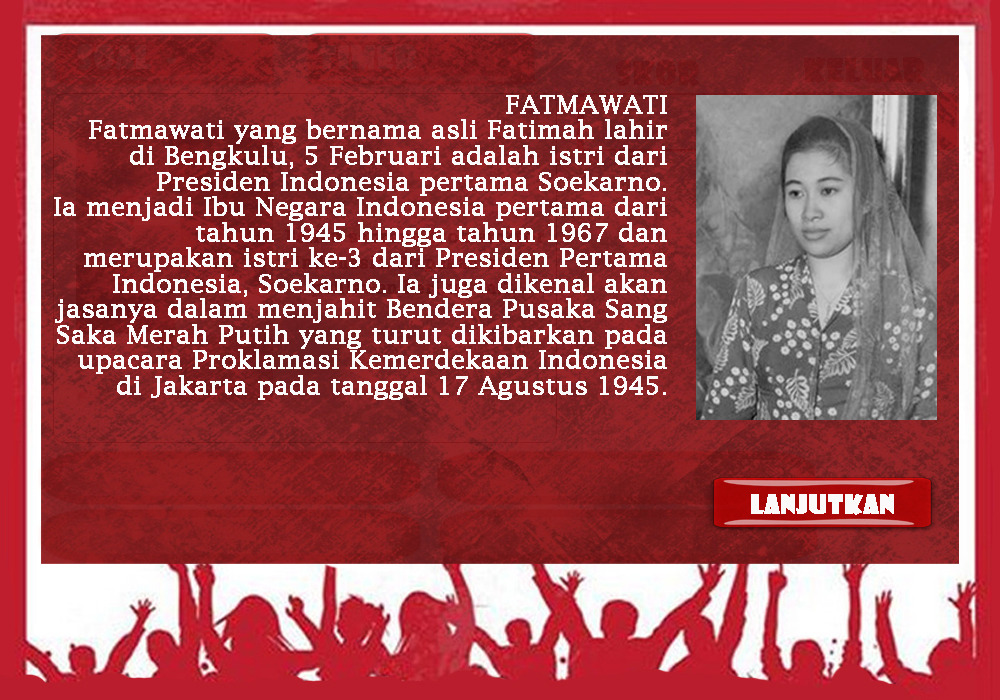 FATMAWATI
Fatmawati yang bernama asli Fatimah lahir
di Bengkulu, 5 Februari adalah istri dari
Presiden Indonesia pertama Soekarno.
Ia menjadi Ibu Negara Indonesia pertama dari
tahun 1945 hingga tahun 1967 dan
merupakan istri ke-3 dari Presiden Pertama
Indonesia, Soekarno. Ia juga dikenal akan
jasanya dalam menjahit Bendera Pusaka Sang
Saka Merah Putih yang turut dikibarkan pada
upacara Proklamasi Kemerdekaan Indonesia
di Jakarta pada tanggal 17 Agustus 1945.
LANJUTKAN